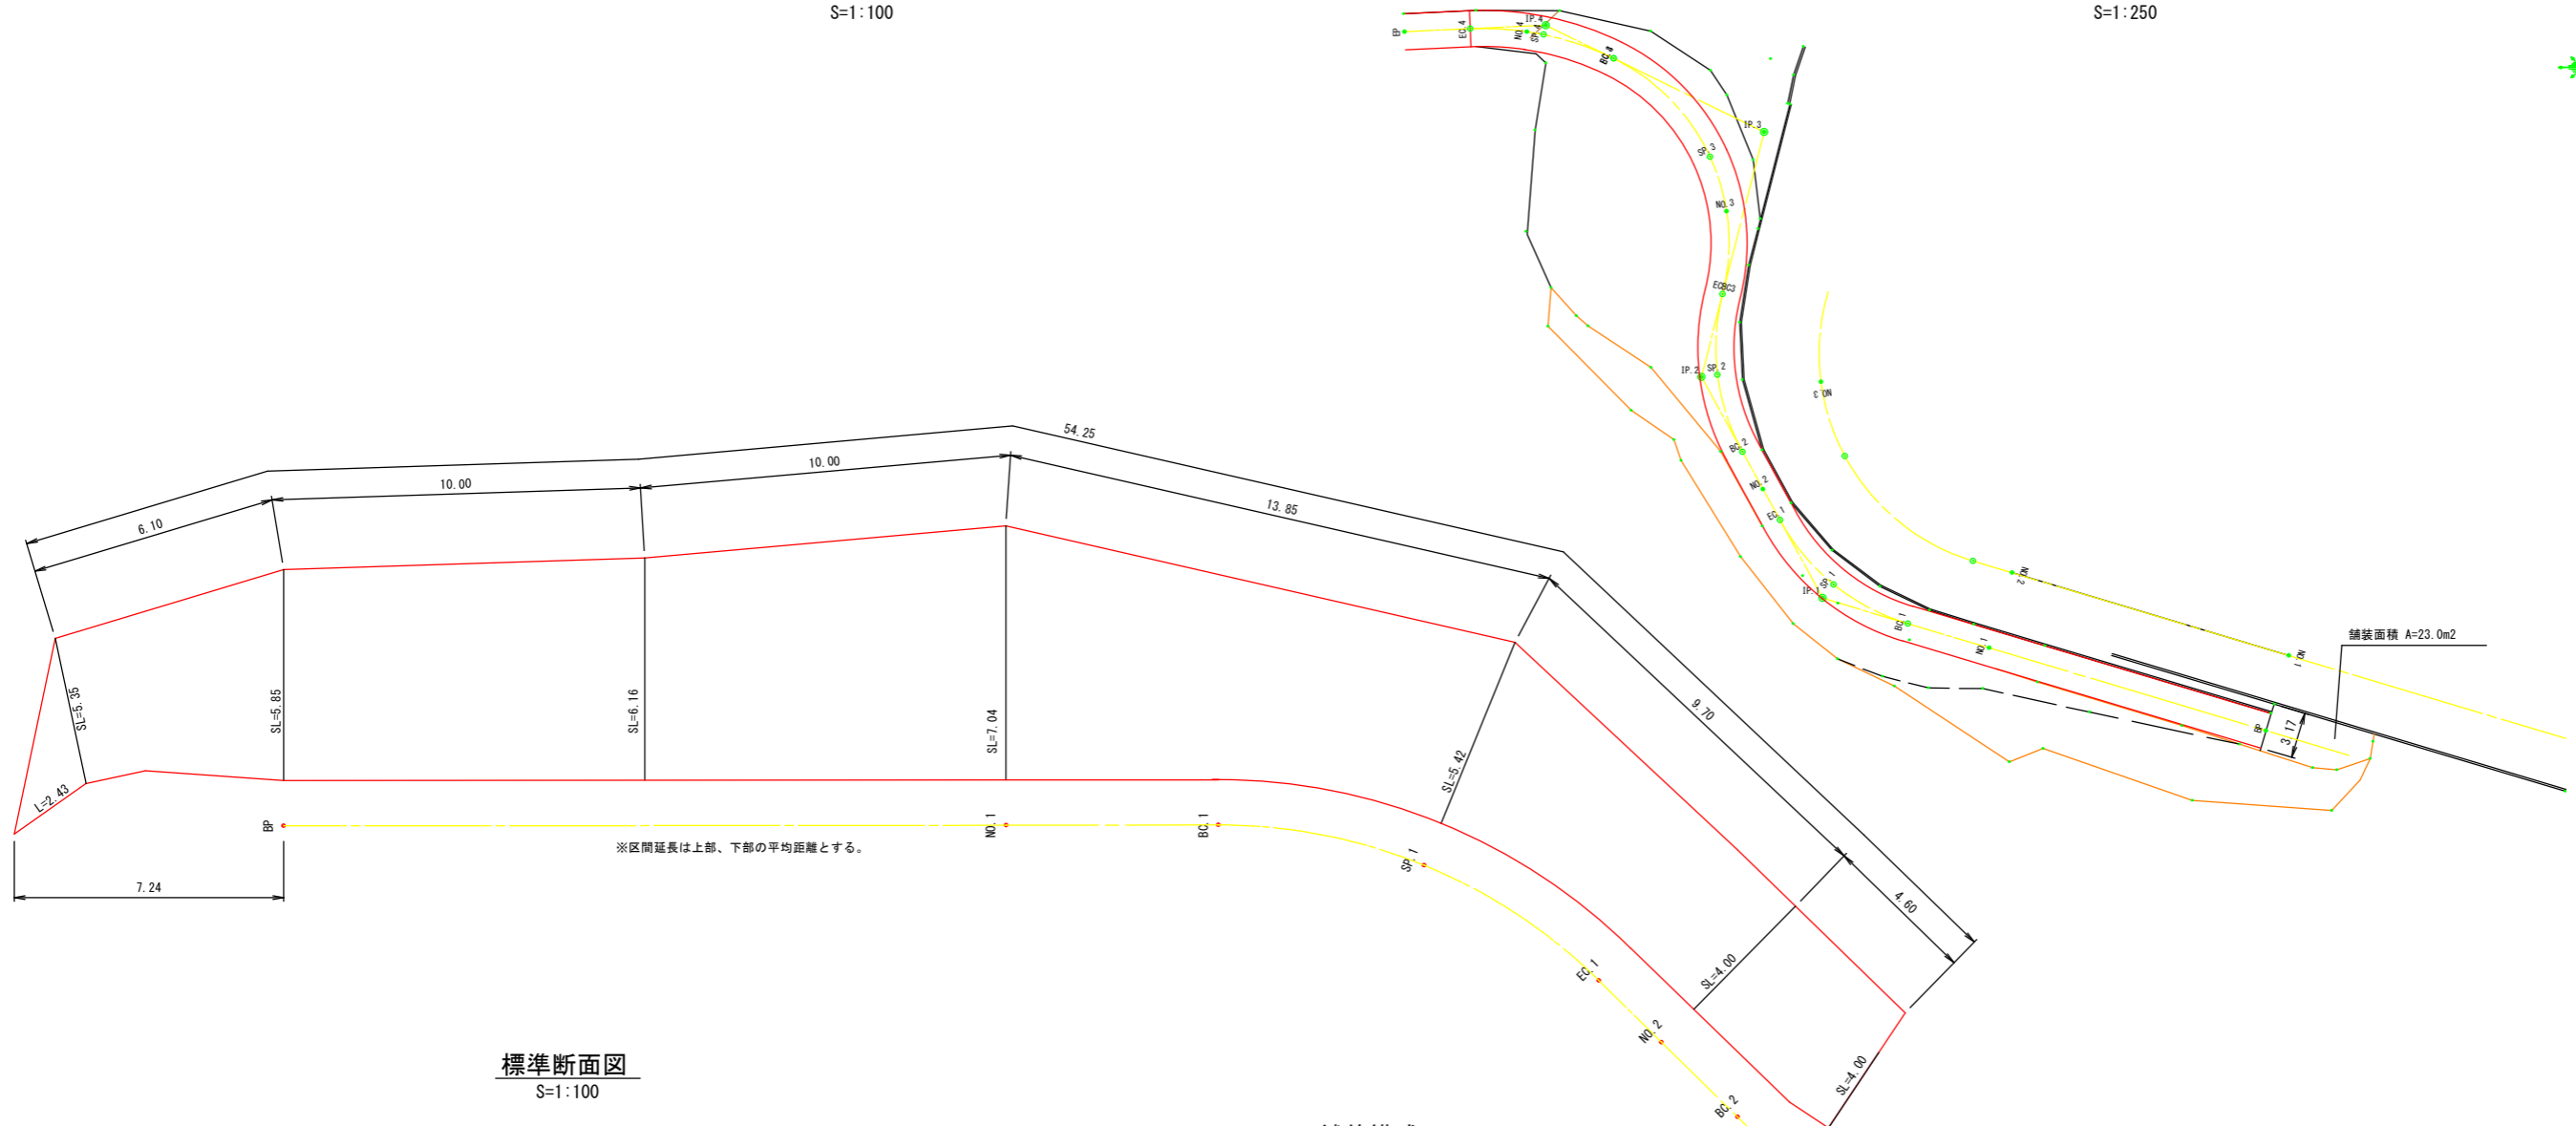 S=1:100
S=1:250
EP
EC.4
NO.4
IP.4
SP.4
IP.3
SP.3
NO.3
IP.2
SP.2
BC.2
NO.2
EC.1
SP.1
IP.1
BC.1
NO.1
BP
3.17
舗装面積 A=23.0m2
NO.3
NO.2
NO.1
54.25
6.10
10.00
10.00
13.85
9.70
4.60
SL=5.35
SL=5.85
SL=6.16
SL=7.04
SL=5.42
SL=4.00
SL=4.00
L=2.43
BP
NO.1
BC.1
SP.1
EC.1
NO.2
BC.2
※区間延長は上部、下部の平均距離とする。
7.24
標準断面図
S=1:100